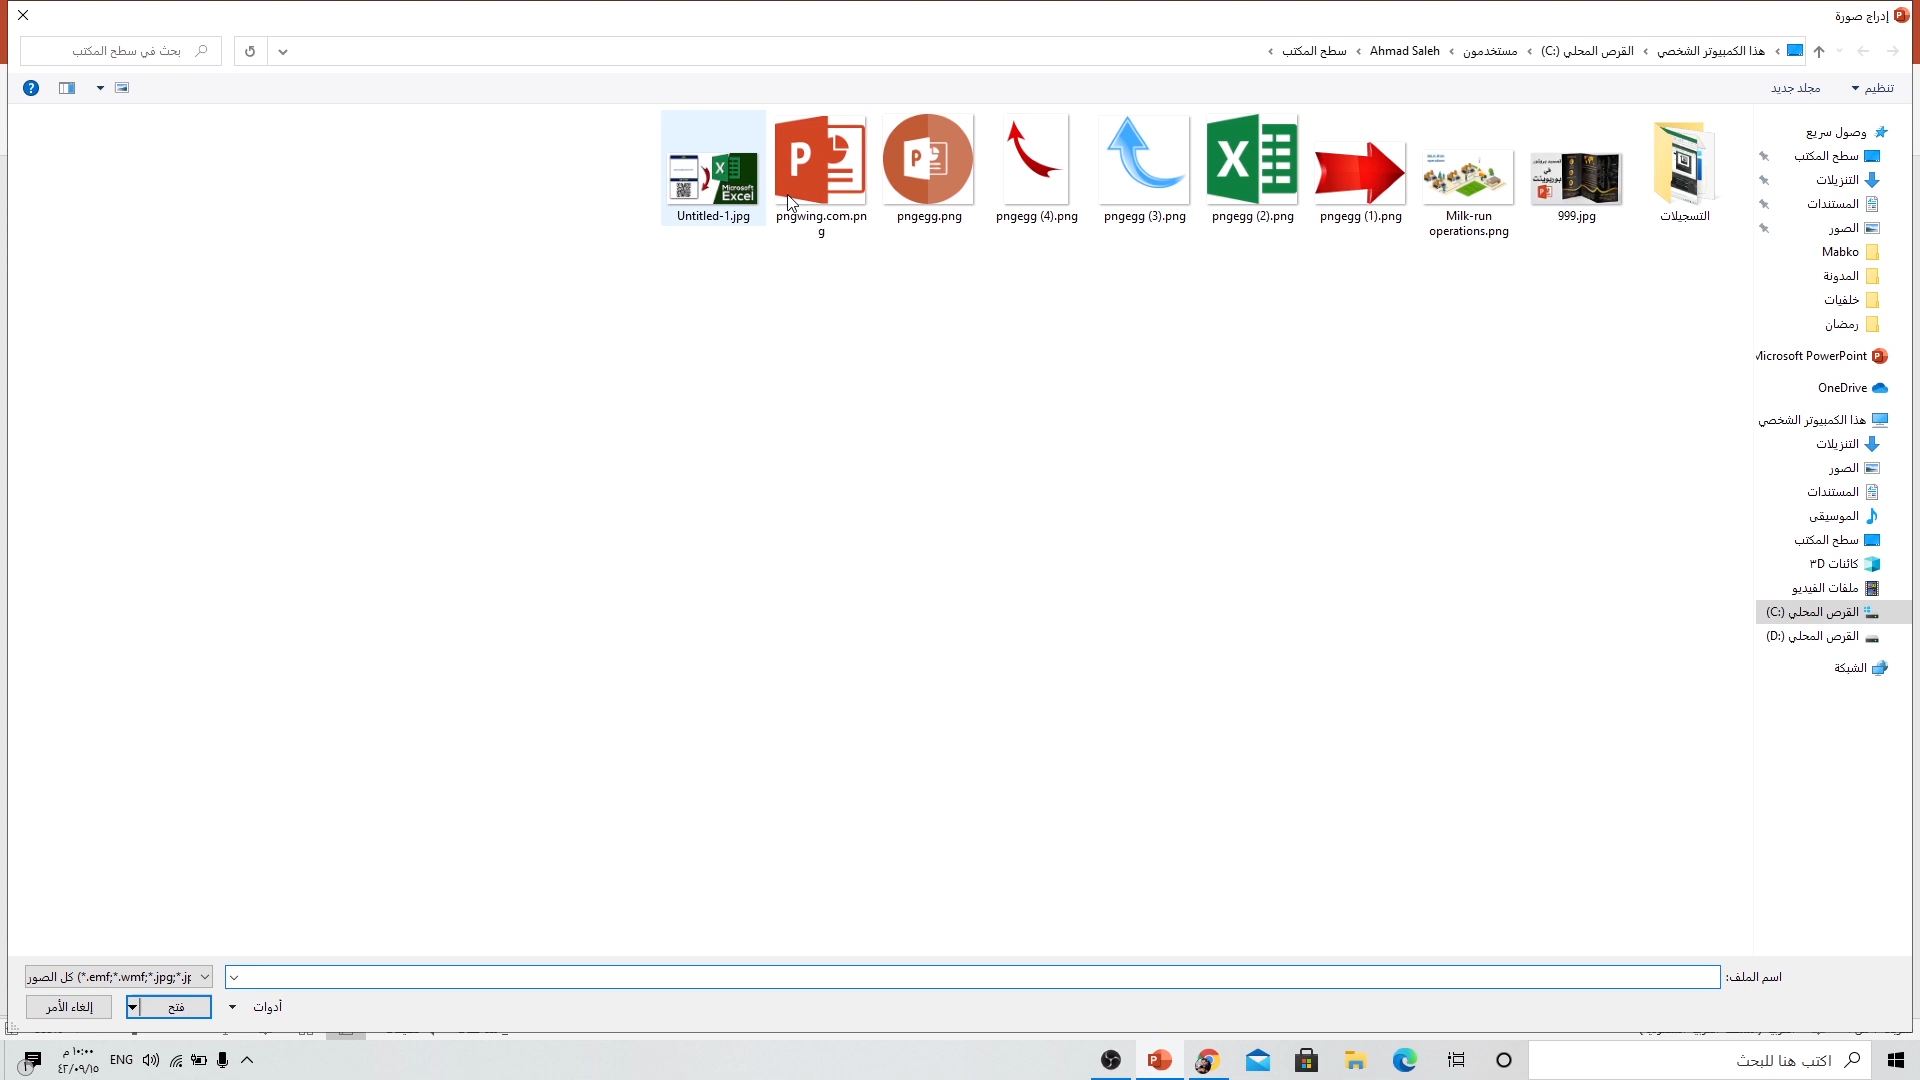 إدراج صورة
هذا الكمبيوتر الشخصي › القرص المحلي (C:) › مستخدمون › Ahmad Saleh › سطح المكتب ›
بحث في سطح المكتب
تنظيم
مجلد جديد
وصول سريع
سطح المكتب
التنزيلات
المستندات
الصور
Mabko
المدونة
خلفيات
رمضان
Microsoft PowerPoint
OneDrive
هذا الكمبيوتر الشخصي
التنزيلات
الصور
المستندات
الموسيقى
سطح المكتب
كائنات ٣D
ملفات الفيديو
القرص المحلي (C:)
القرص المحلي (D:)
الشبكة
التسجيلات
999.jpg
Milk-run
operations.png
pngegg (1).png
pngegg (2).png
pngegg (3).png
pngegg (4).png
pngegg.png
pngwing.com.pn
g
Untitled-1.jpg
Microsoft
Excel
اسم الملف:
كل الصور (*.emf;*.wmf;*.jpg;*.jp
أدوات
فتح
إلغاء الأمر
اكتب هنا للبحث
ENG
١٠:٠٠ م
٤٢/٠٩/١٥